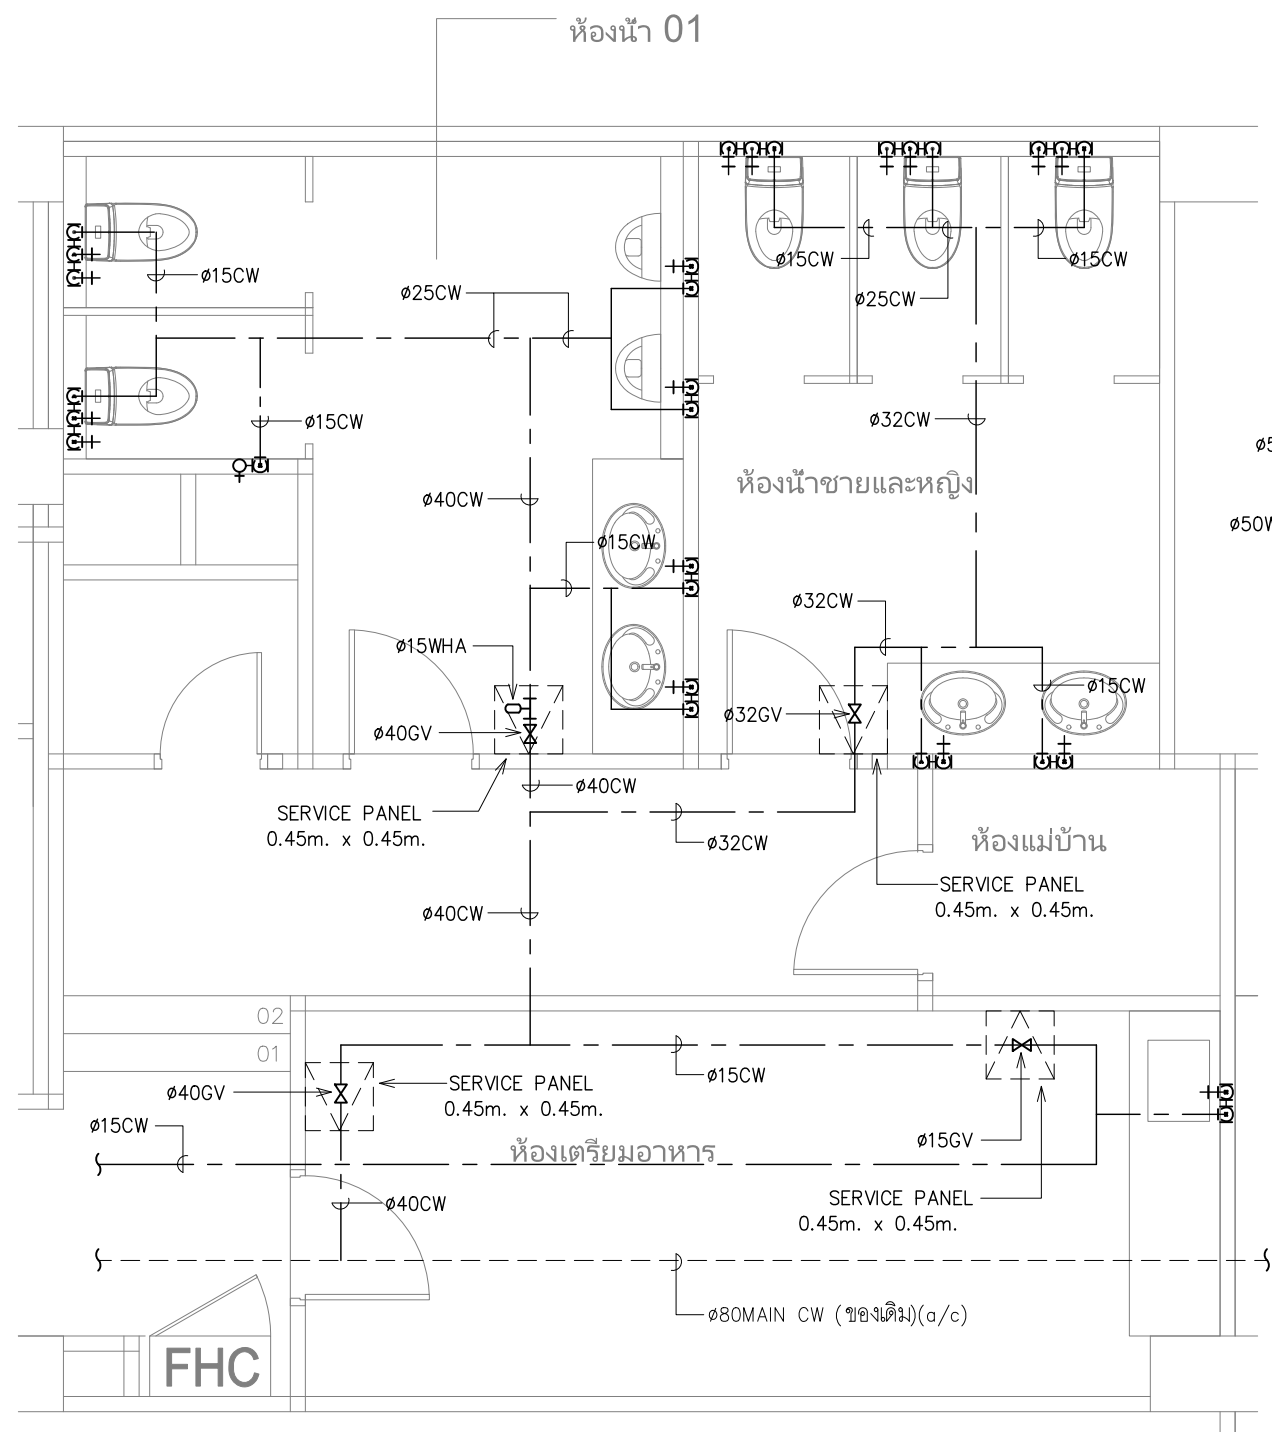 ห้องน้ำ 01
ø15CW
ø25CW
ø15CW
ø15CW
ø25CW
ø15CW
ø32CW
ห้องน้ำชายและหญิง
ø40CW
ø15CW
ø50W
ø32CW
ø15WHA
ø15CW
ø40GV
ø32GV
ø40CW
SERVICE PANEL
0.45m. x 0.45m.
ø32CW
ห้องแม่บ้าน
SERVICE PANEL
0.45m. x 0.45m.
ø40CW
02
01
ø15CW
ø40GV
SERVICE PANEL
0.45m. x 0.45m.
ø15CW
ø15GV
ห้องเตรียมอาหาร
ø40CW
SERVICE PANEL
0.45m. x 0.45m.
ø80MAIN CW (ของเดิม)(a/c)
FHC